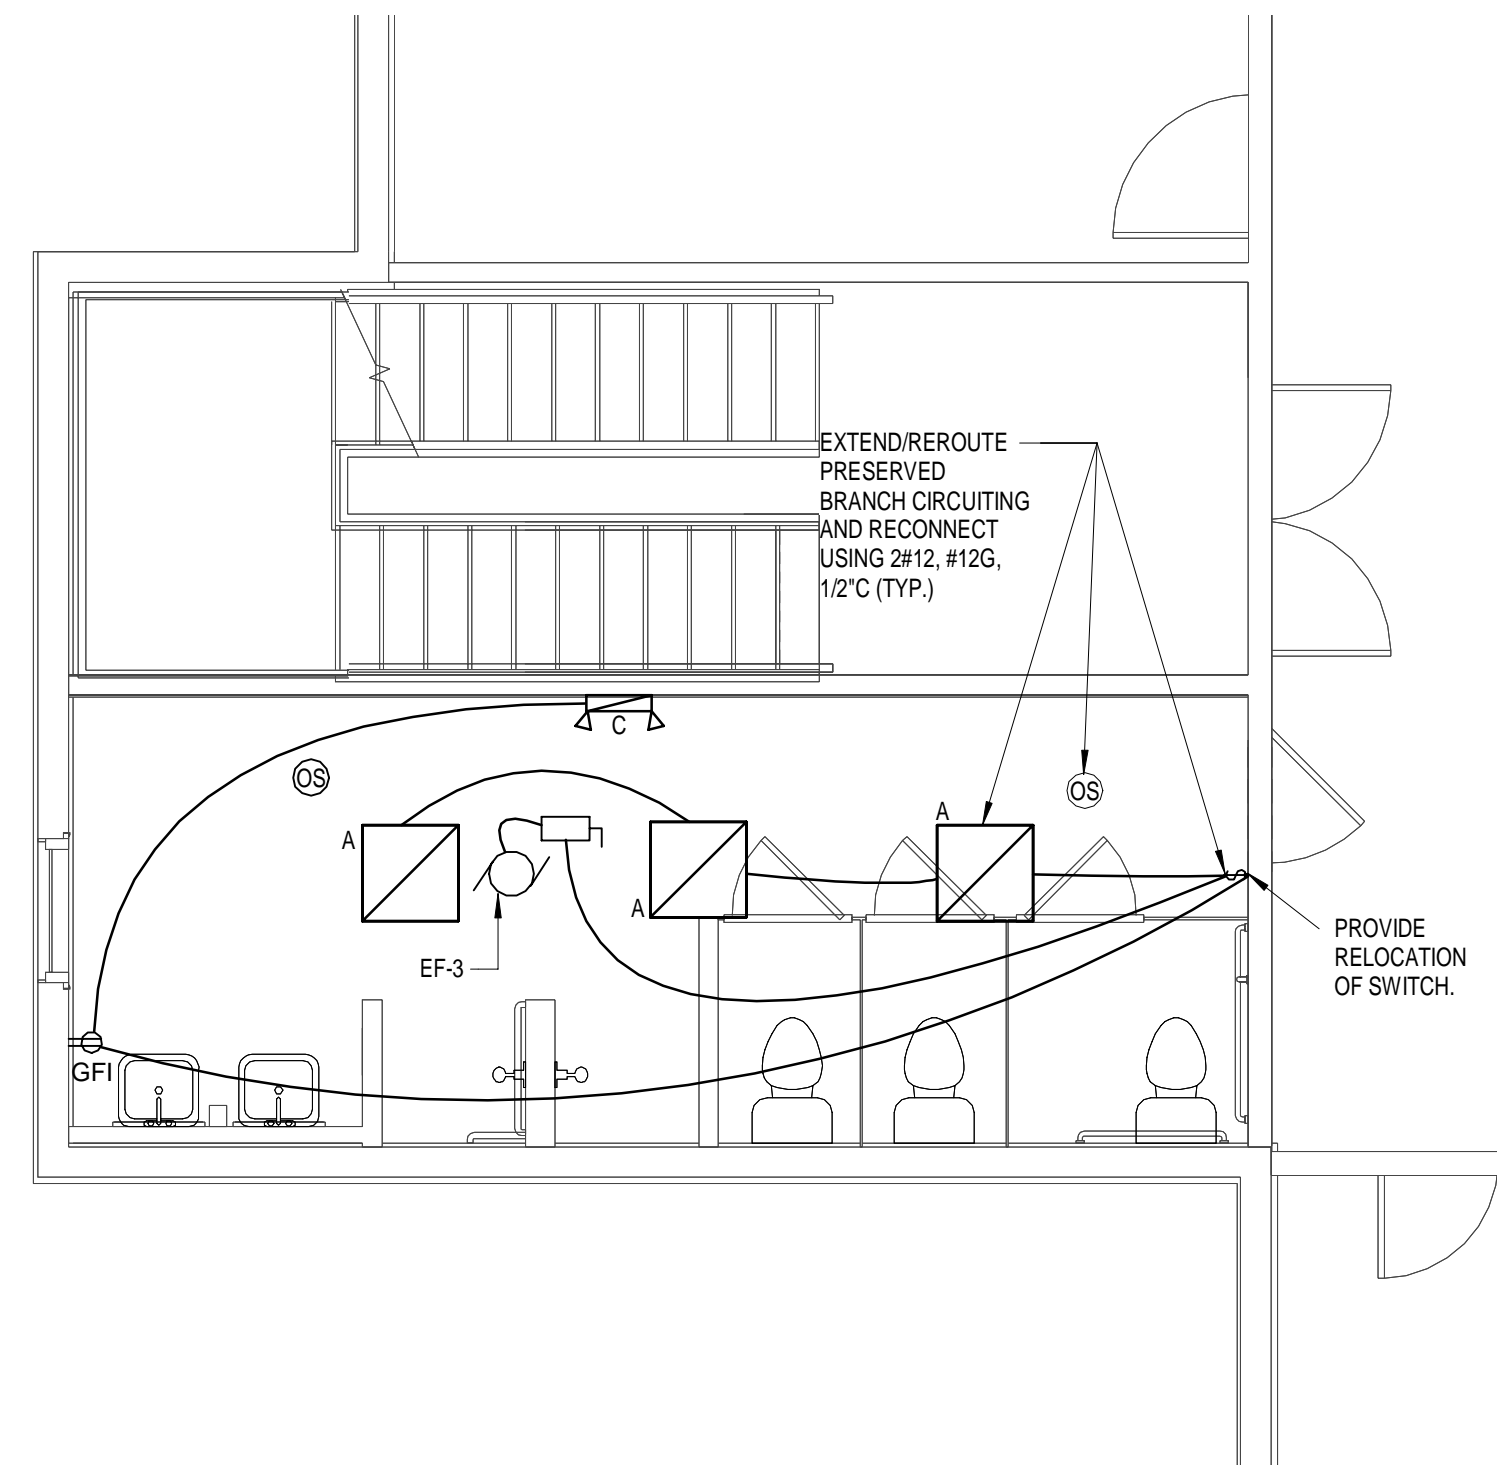 EXTEND/REROUTE
PRESERVED
BRANCH CIRCUITING
AND RECONNECT
USING 2#12, #12G,
1/2"C (TYP.)
C
OS
OS
A
A
A
EF-3
PROVIDE
RELOCATION
OF SWITCH.
GFI